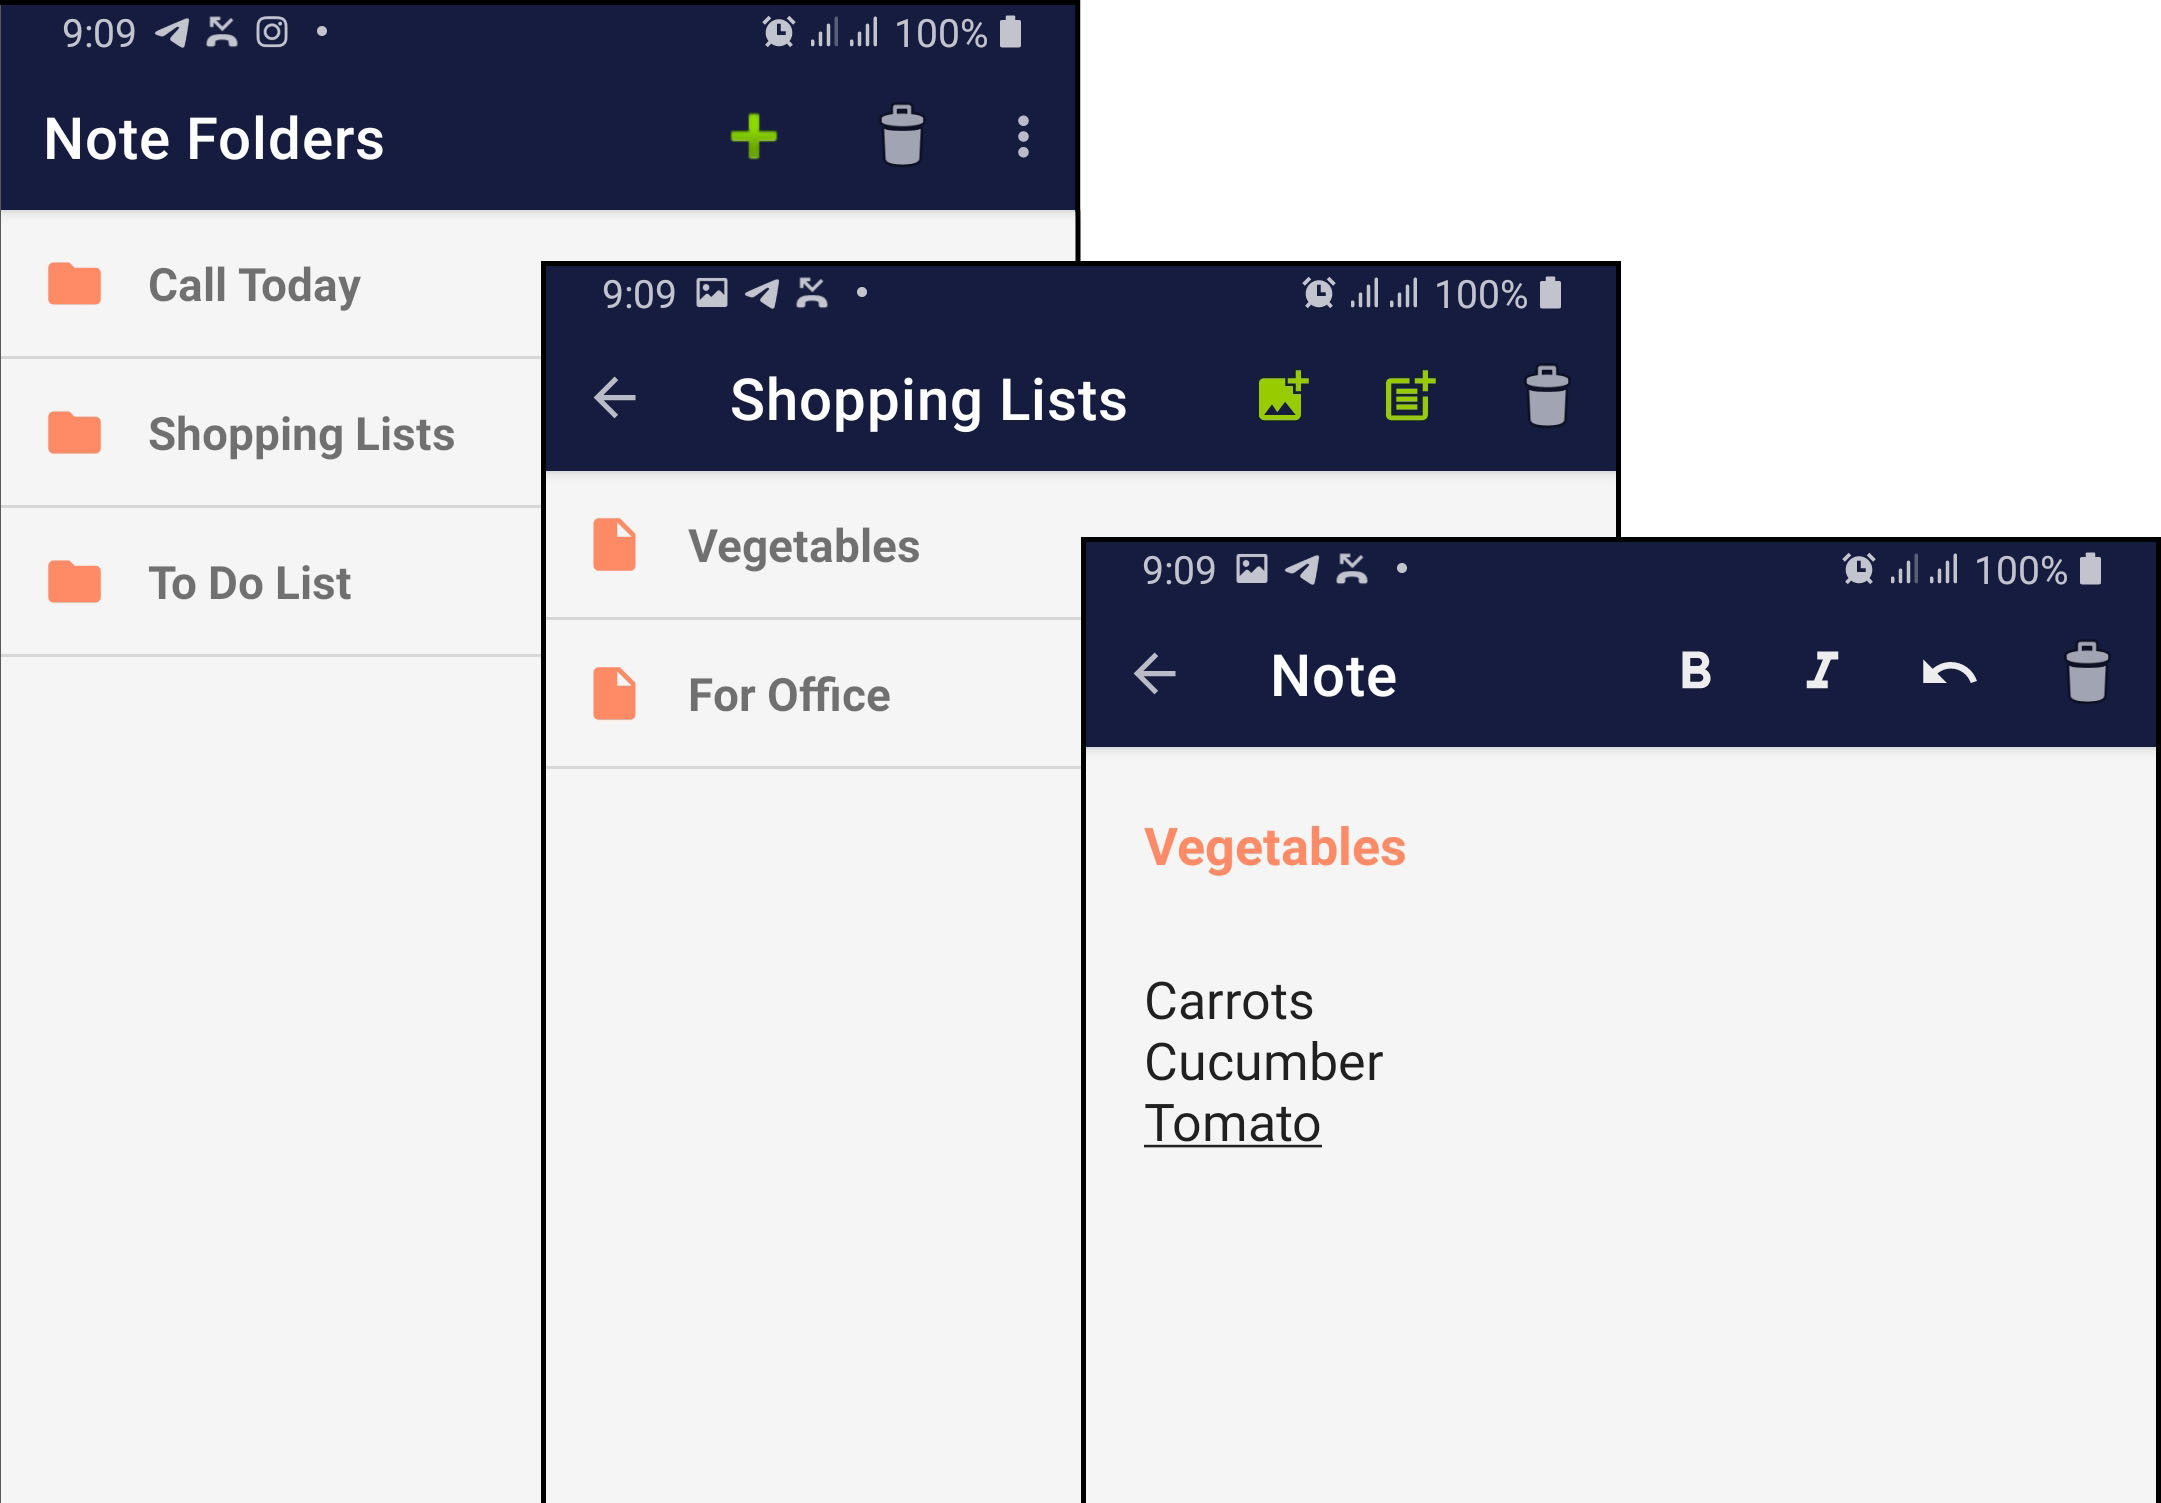 9:09 100%
Note Folders
Call Today
Shopping Lists
To Do List
9:09 100%
Shopping Lists
Vegetables
For Office
9:09 100%
Note B I
Vegetables
Carrots
Cucumber
Tomato